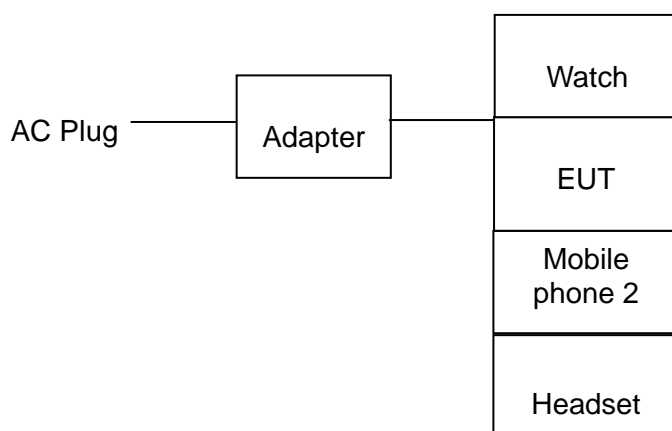 AC Plug
Adapter
Watch
EUT
Mobile
phone 2
Headset